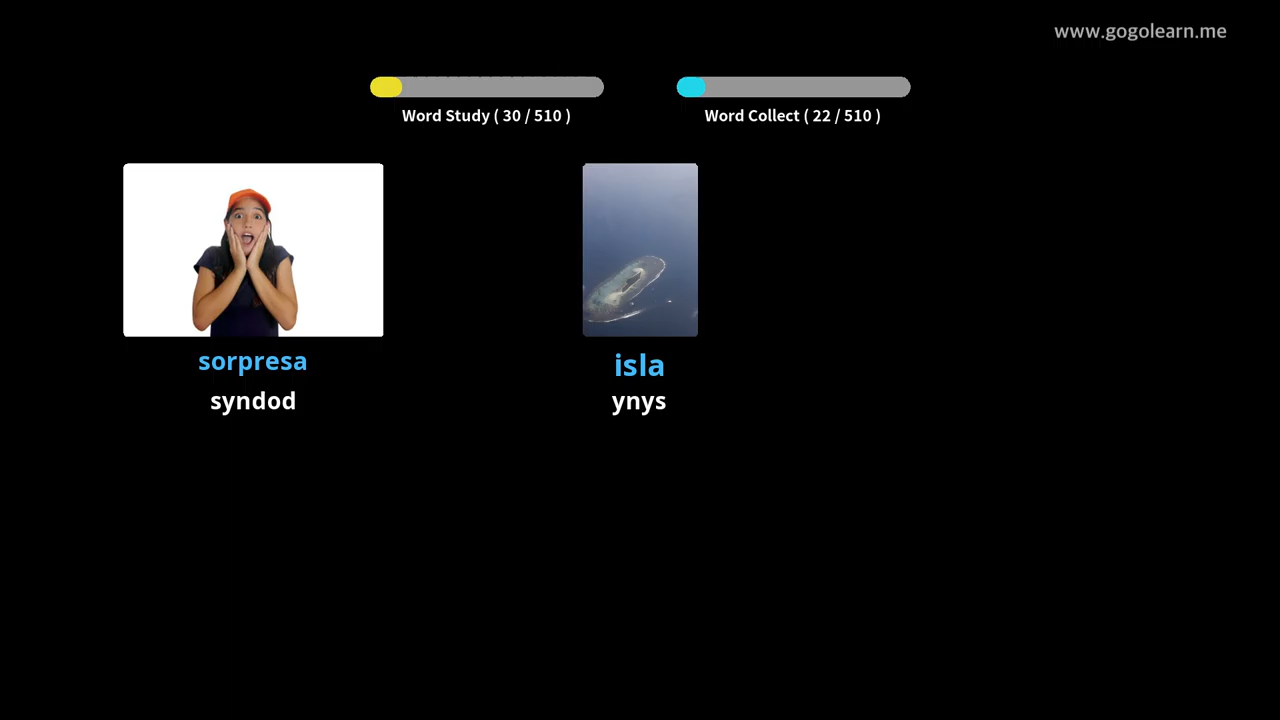 www.gogolearn.me
Word Study ( 30 / 510 )
Word Collect ( 22 / 510 )
sorpresa
syndod
isla
ynys